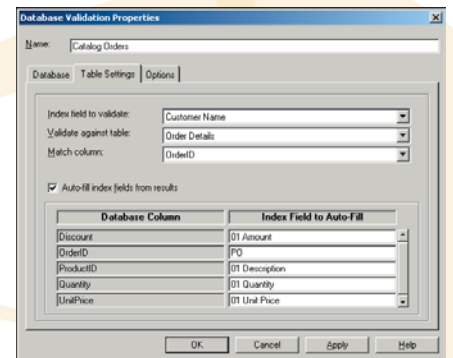 Database Validation Properties
Name: Catalog Orders
Database Table Settings Options
Index field to validate: Customer Name
Validate against table: Order Details
Match column: OrderID
Auto-fill index fields from results
Database Column Index Field to Auto-Fill
Discount 01 Amount
OrderID PO
ProductID 01 Description
Quantity 01 Quantity
UnitPrice 01 Unit Price
OK Cancel Apply Help